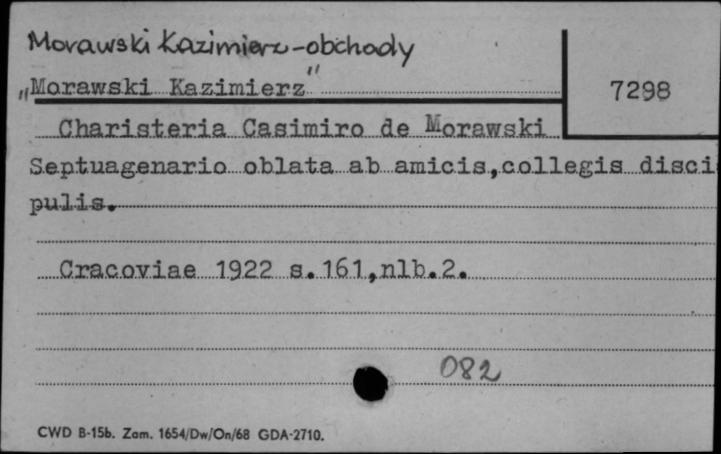 Morawski Kazimierz-obchody
„Morawski Kazimierz"
7298
Charisteria Casimiro de Morawski
Septuagenario oblata ab amicis,collegis disci
pulis.
Cracoviae 1922 s.161,nlb.2.
082
CWD B-15b. Zam. 1654/Dw/On/68 GDA-2710.